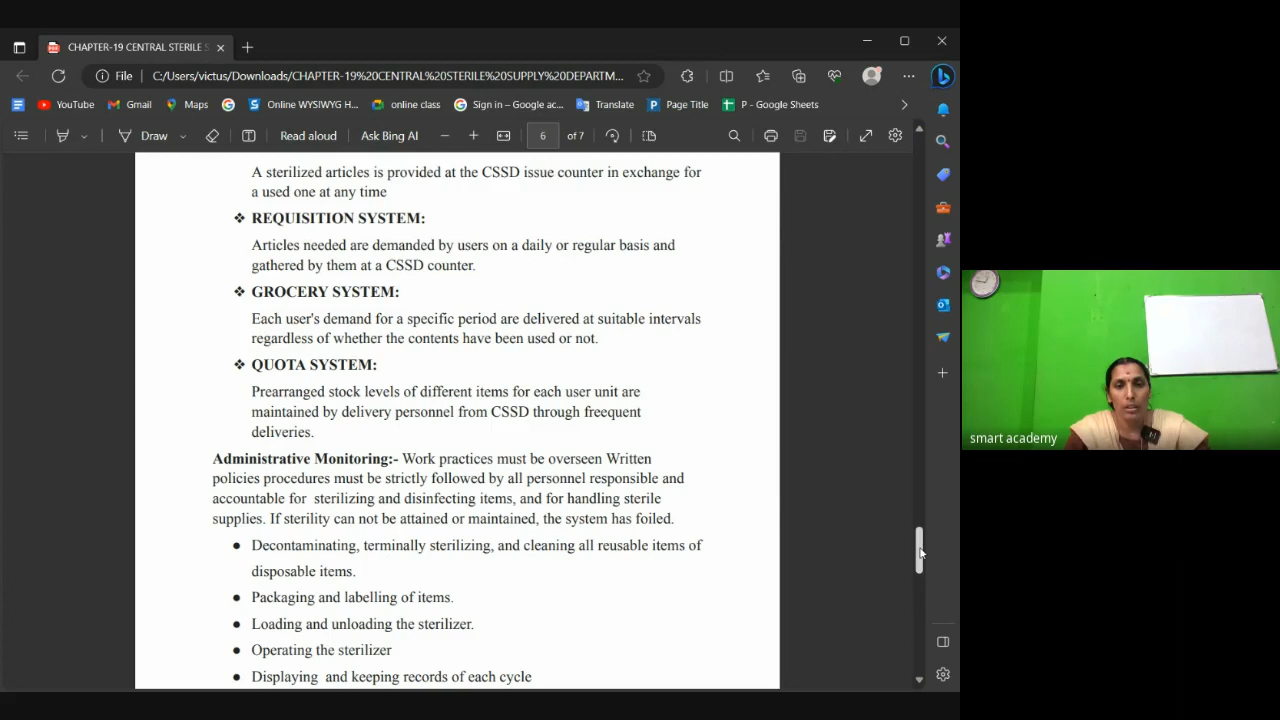 CHAPTER-19 CENTRAL STERILE S
File
C:/Users/victus/Downloads/CHAPTER-19%20CENTRAL%20STERILE%20SUPPLY%20DEPARTM...
YouTube
Gmail
Maps
Online WYSIWYG H...
online class
Sign in – Google ac...
Translate
Page Title
P - Google Sheets
Draw
Read aloud
Ask Bing AI
6
of 7
A sterilized articles is provided at the CSSD issue counter in exchange for
a used one at any time
❖ REQUISITION SYSTEM:
Articles needed are demanded by users on a daily or regular basis and
gathered by them at a CSSD counter.
❖ GROCERY SYSTEM:
Each user's demand for a specific period are delivered at suitable intervals
regardless of whether the contents have been used or not.
❖ QUOTA SYSTEM:
Prearranged stock levels of different items for each user unit are
maintained by delivery personnel from CSSD through freequent
deliveries.
Administrative Monitoring:- Work practices must be overseen Written
policies procedures must be strictly followed by all personnel responsible and
accountable for sterilizing and disinfecting items, and for handling sterile
supplies. If sterility can not be attained or maintained, the system has foiled.
● Decontaminating, terminally sterilizing, and cleaning all reusable items of
disposable items.
● Packaging and labelling of items.
● Loading and unloading the sterilizer.
● Operating the sterilizer
● Displaying and keeping records of each cycle
smart academy